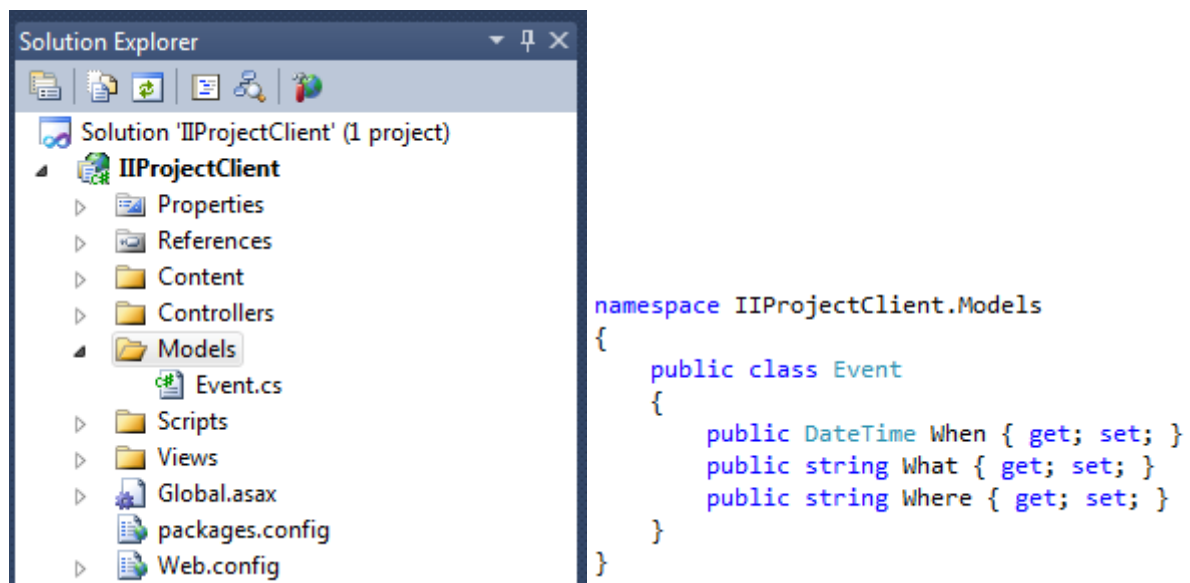 Solution Explorer
Solution 'IIProjectClient' (1 project)
IIProjectClient
Properties
References
Content
Controllers
Models
Event.cs
Scripts
Views
Global.asax
packages.config
Web.config
namespace IIProjectClient.Models
{
    public class Event
    {
        public DateTime When { get; set; }
        public string What { get; set; }
        public string Where { get; set; }
    }
}